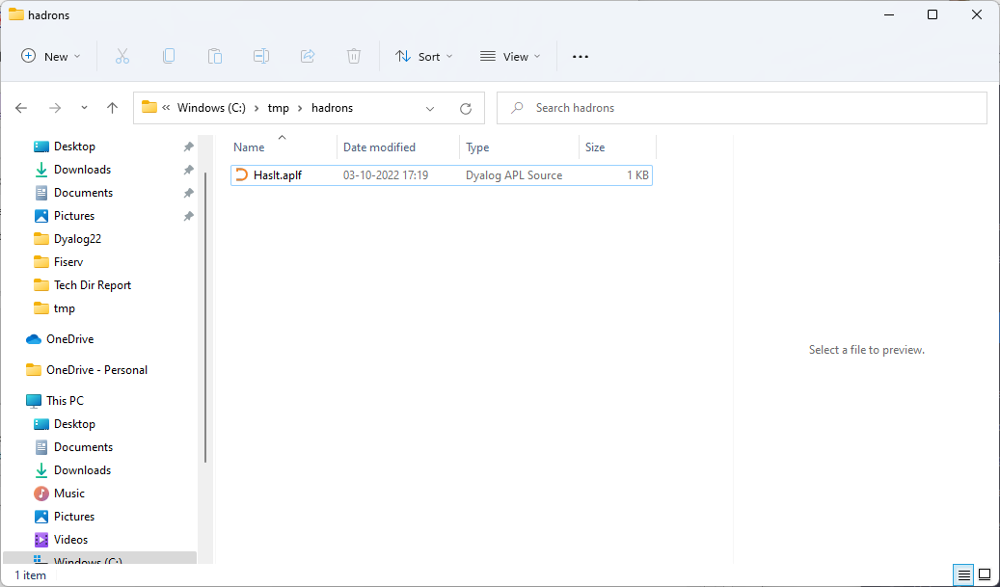 hadrons
New
Sort
View
« Windows (C:) > tmp > hadrons
Search hadrons
Desktop
Downloads
Documents
Pictures
Dyalog22
Fiserv
Tech Dir Report
tmp
OneDrive
OneDrive - Personal
This PC
Desktop
Documents
Downloads
Music
Pictures
Videos
Windows (C:)
Name Date modified Type Size
HasIt.aplf 03-10-2022 17:19 Dyalog APL Source 1 KB
Select a file to preview.
1 item